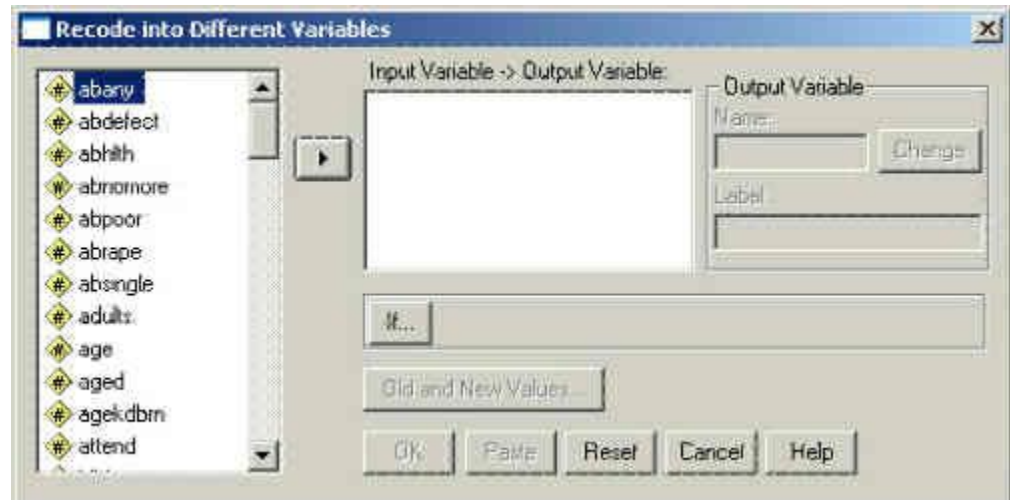 Recode into Different Variables
abany
abdefect
abhlth
abnomore
abpoor
abrape
absingle
adults
age
aged
agekdbrn
attend
Input Variable -> Output Variable:
Output Variable
Name:
Change
Label:
If...
Old and New Values...
OK
Paste
Reset
Cancel
Help